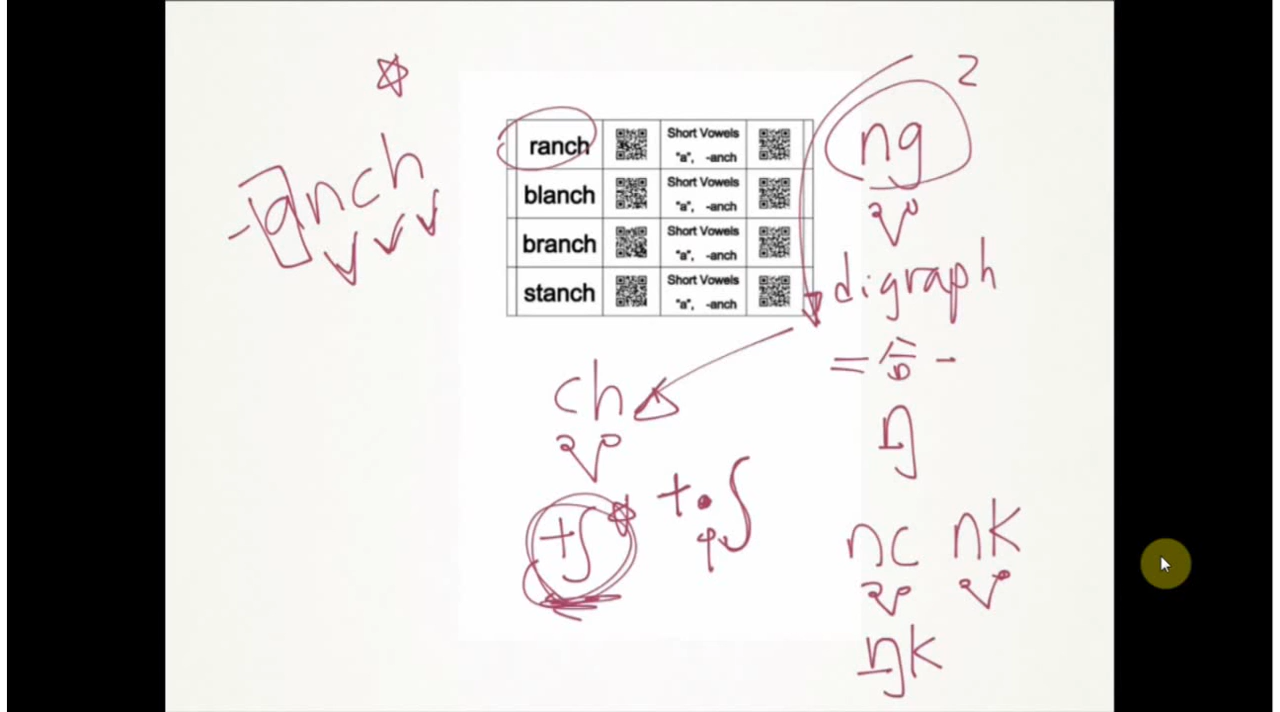 2
ng
-anch
ranch Short Vowels "a", -anch
blanch Short Vowels "a", -anch
branch Short Vowels "a", -anch
stanch Short Vowels "a", -anch
digraph
=
ŋ
ch
tʃ t ʃ
nc nk
ŋk